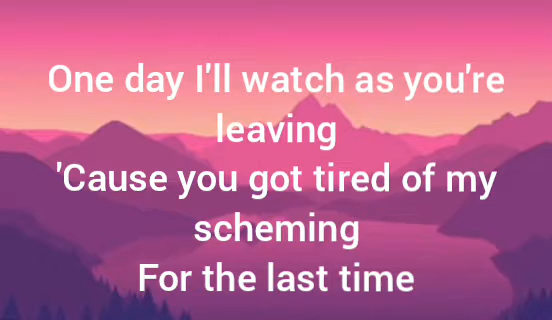 One day I'll watch as you're
leaving
'Cause you got tired of my
scheming
For the last time